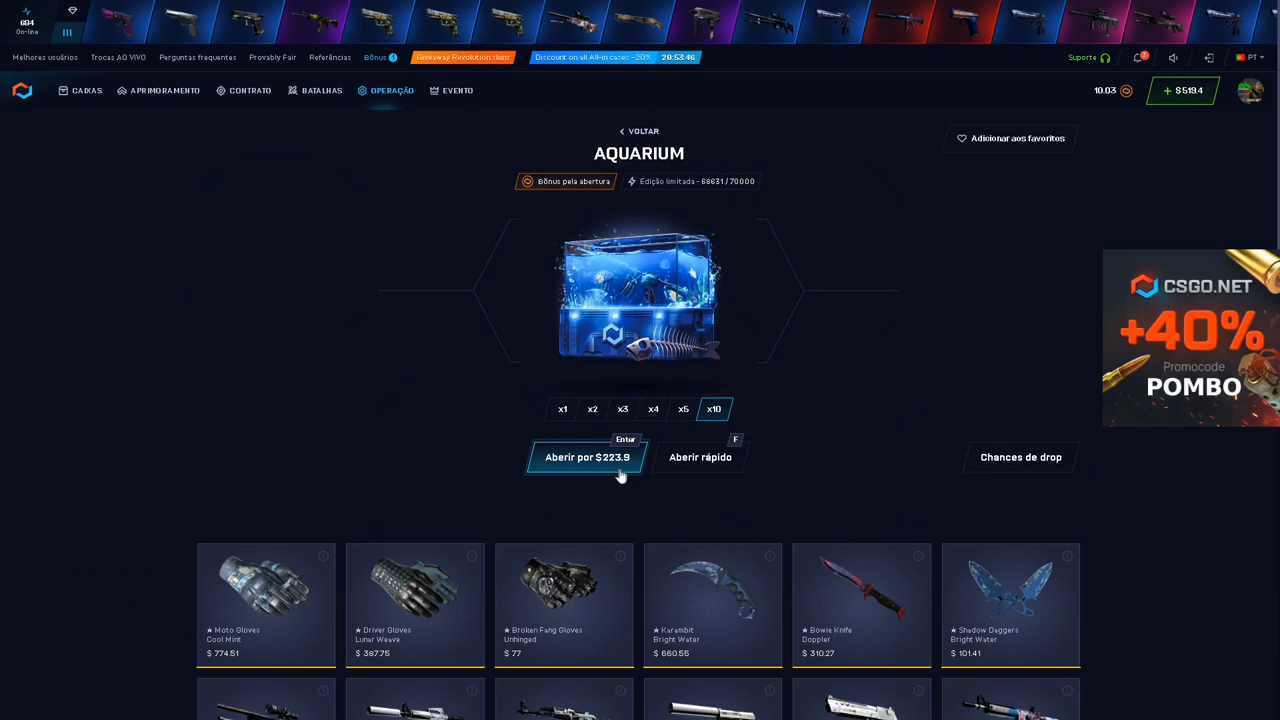 684
On-line
Melhores usuários
Trocas AO VIVO
Perguntas frequentes
Provably Fair
Referências
Bônus
Giveaway Revolution skins
Discount on all All-in cases -20%
20:53:46
Suporte
3
PT
CAIXAS
APRIMORAMENTO
CONTRATO
BATALHAS
OPERAÇÃO
EVENTO
10.03
+ $ 519.4
VOLTAR
AQUARIUM
Adicionar aos favoritos
Bônus pela abertura
Edição limitada - 68631 / 70000
CSGO.NET
+40%
Promocode
POMBO
x1
x2
x3
x4
x5
x10
Enter
F
Aberir por $223.9
Aberir rápido
Chances de drop
★ Moto Gloves
Cool Mint
$ 774.51
★ Driver Gloves
Lunar Weave
$ 387.75
★ Broken Fang Gloves
Unhinged
$ 77
★ Karambit
Bright Water
$ 660.55
★ Bowie Knife
Doppler
$ 310.27
★ Shadow Daggers
Bright Water
$ 101.41